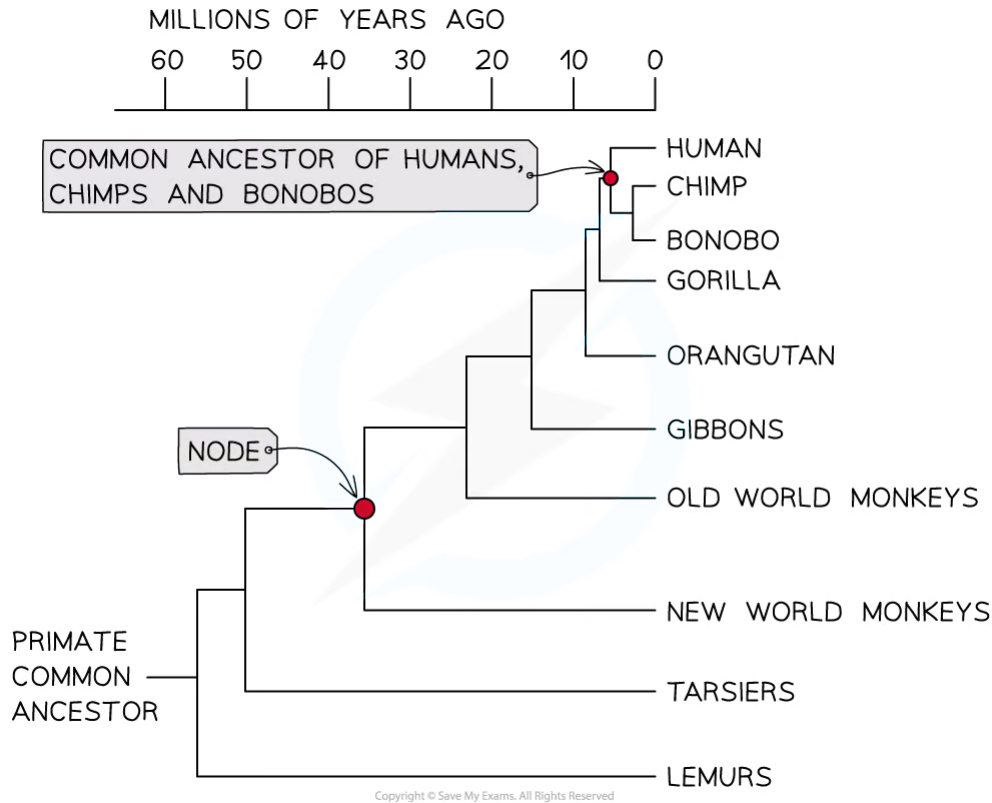 MILLIONS OF YEARS AGO
60 50 40 30 20 10 0
COMMON ANCESTOR OF HUMANS,
CHIMPS AND BONOBOS
HUMAN
CHIMP
BONOBO
GORILLA
ORANGUTAN
GIBBONS
NODE
OLD WORLD MONKEYS
NEW WORLD MONKEYS
PRIMATE
COMMON
ANCESTOR
TARSIERS
LEMURS
Copyright © Save My Exams. All Rights Reserved